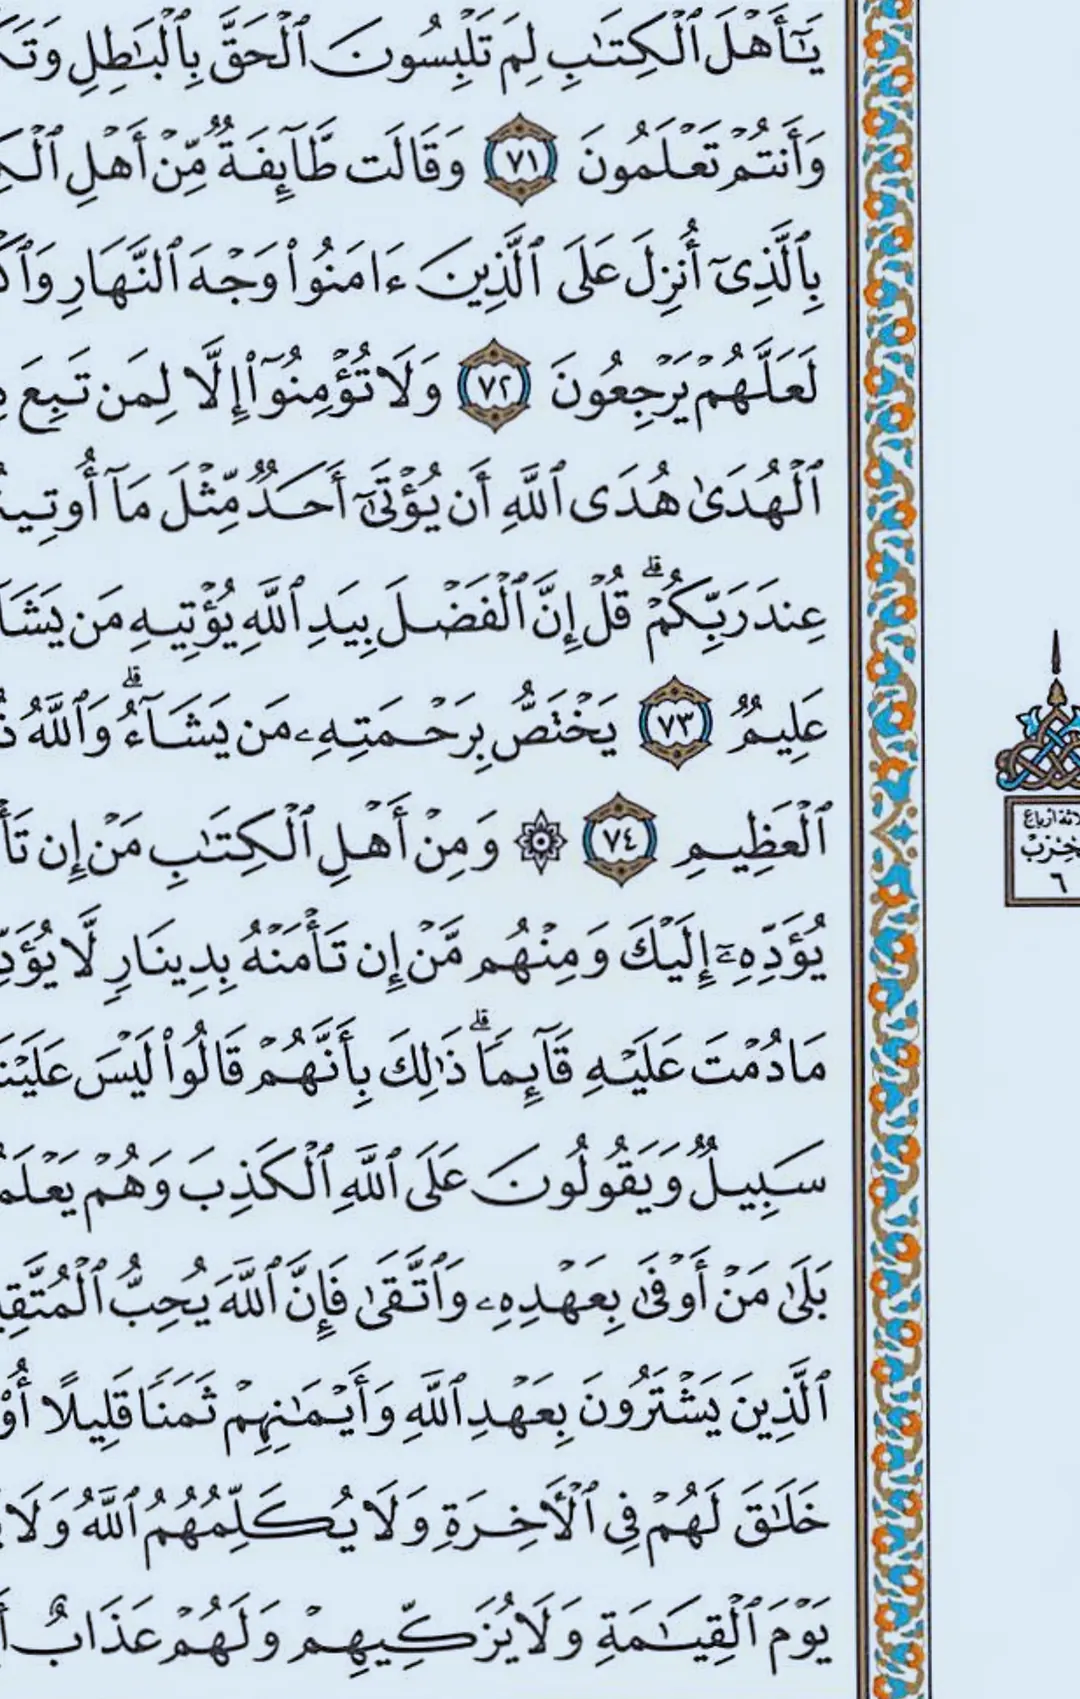 يَـٰٓأَهْلَ ٱلْكِتَـٰبِ لِمَ تَلْبِسُونَ ٱلْحَقَّ بِٱلْبَـٰطِلِ
وَأَنتُمْ تَعْلَمُونَ ٧١ وَقَالَت طَّآئِفَةٌ مِّنْ أَهْلِ
بِٱلَّذِىٓ أُنزِلَ عَلَى ٱلَّذِينَ ءَامَنُوا۟ وَجْهَ ٱلنَّهَارِ
لَعَلَّهُمْ يَرْجِعُونَ ٧٢ وَلَا تُؤْمِنُوٓا۟ إِلَّا لِمَن تَبِعَ
ٱلْهُدَىٰ هُدَى ٱللَّهِ أَن يُؤْتَىٰٓ أَحَدٌ مِّثْلَ مَآ
عِندَ رَبِّكُمْ ۗ قُلْ إِنَّ ٱلْفَضْلَ بِيَدِ ٱللَّهِ يُؤْتِيهِ مَن
عَلِيمٌ ٧٣ يَخْتَصُّ بِرَحْمَتِهِۦ مَن يَشَآءُ ۗ وَٱللَّهُ
ٱلْعَظِيمِ ٧٤ ۞ وَمِنْ أَهْلِ ٱلْكِتَـٰبِ مَنْ إِن
يُؤَدِّهِۦٓ إِلَيْكَ وَمِنْهُم مَّنْ إِن تَأْمَنْهُ بِدِينَارٍ لَّا
مَا دُمْتَ عَلَيْهِ قَآئِمًا ۗ ذَٰلِكَ بِأَنَّهُمْ قَالُوا۟ لَيْسَ
سَبِيلٌ وَيَقُولُونَ عَلَى ٱللَّهِ ٱلْكَذِبَ وَهُمْ
بَلَىٰ مَنْ أَوْفَىٰ بِعَهْدِهِۦ وَٱتَّقَىٰ فَإِنَّ ٱللَّهَ يُحِبُّ
ٱلَّذِينَ يَشْتَرُونَ بِعَهْدِ ٱللَّهِ وَأَيْمَـٰنِهِمْ ثَمَنًا قَلِيلًا
خَلَـٰقَ لَهُمْ فِى ٱلْـَٔاخِرَةِ وَلَا يُكَلِّمُهُمُ ٱللَّهُ وَلَا
يَوْمَ ٱلْقِيَـٰمَةِ وَلَا يُزَكِّيهِمْ وَلَهُمْ عَذَابٌ
أرباع
٦